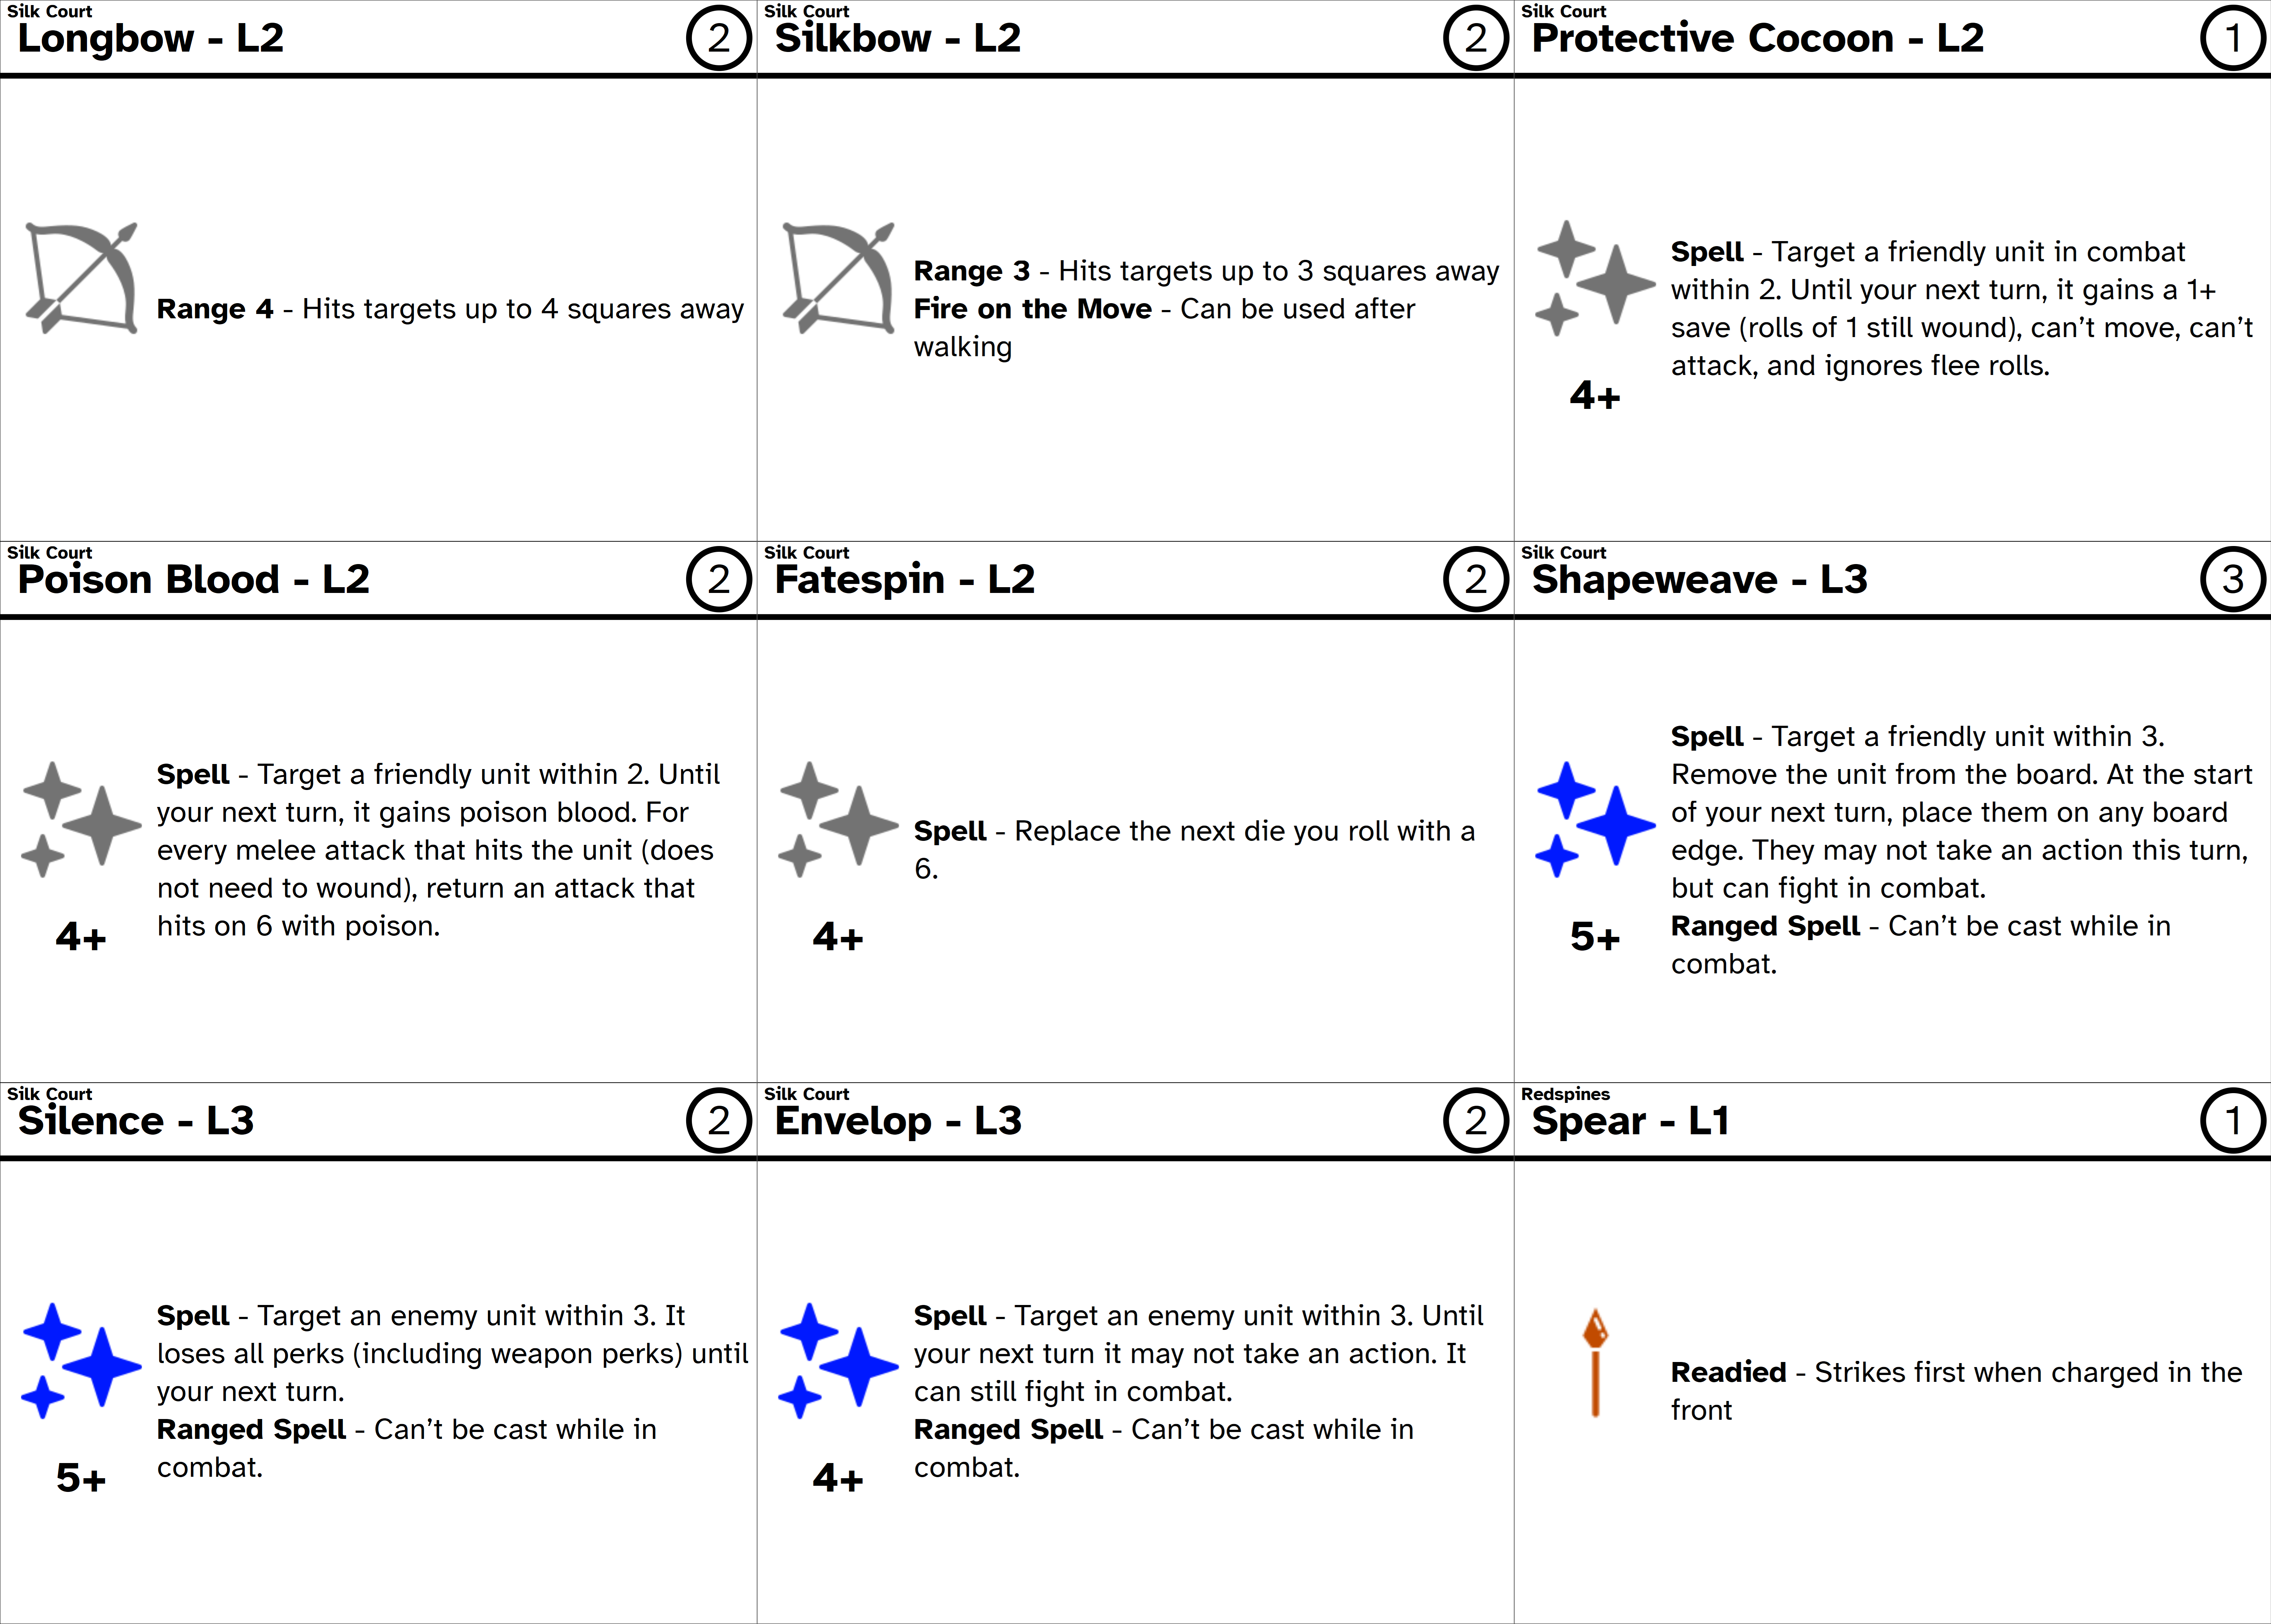 Silk Court
Longbow - L2
2
Range 4 - Hits targets up to 4 squares away
Silk Court
Silkbow - L2
2
Range 3 - Hits targets up to 3 squares away
Fire on the Move - Can be used after
walking
Silk Court
Protective Cocoon - L2
1
Spell - Target a friendly unit in combat
within 2. Until your next turn, it gains a 1+
save (rolls of 1 still wound), can’t move, can’t
attack, and ignores flee rolls.
4+
Silk Court
Poison Blood - L2
2
Spell - Target a friendly unit within 2. Until
your next turn, it gains poison blood. For
every melee attack that hits the unit (does
not need to wound), return an attack that
hits on 6 with poison.
4+
Silk Court
Fatespin - L2
2
Spell - Replace the next die you roll with a
6.
4+
Silk Court
Shapeweave - L3
3
Spell - Target a friendly unit within 3.
Remove the unit from the board. At the start
of your next turn, place them on any board
edge. They may not take an action this turn,
but can fight in combat.
Ranged Spell - Can’t be cast while in
combat.
5+
Silk Court
Silence - L3
2
Spell - Target an enemy unit within 3. It
loses all perks (including weapon perks) until
your next turn.
Ranged Spell - Can’t be cast while in
combat.
5+
Silk Court
Envelop - L3
2
Spell - Target an enemy unit within 3. Until
your next turn it may not take an action. It
can still fight in combat.
Ranged Spell - Can’t be cast while in
combat.
4+
Redspines
Spear - L1
1
Readied - Strikes first when charged in the
front